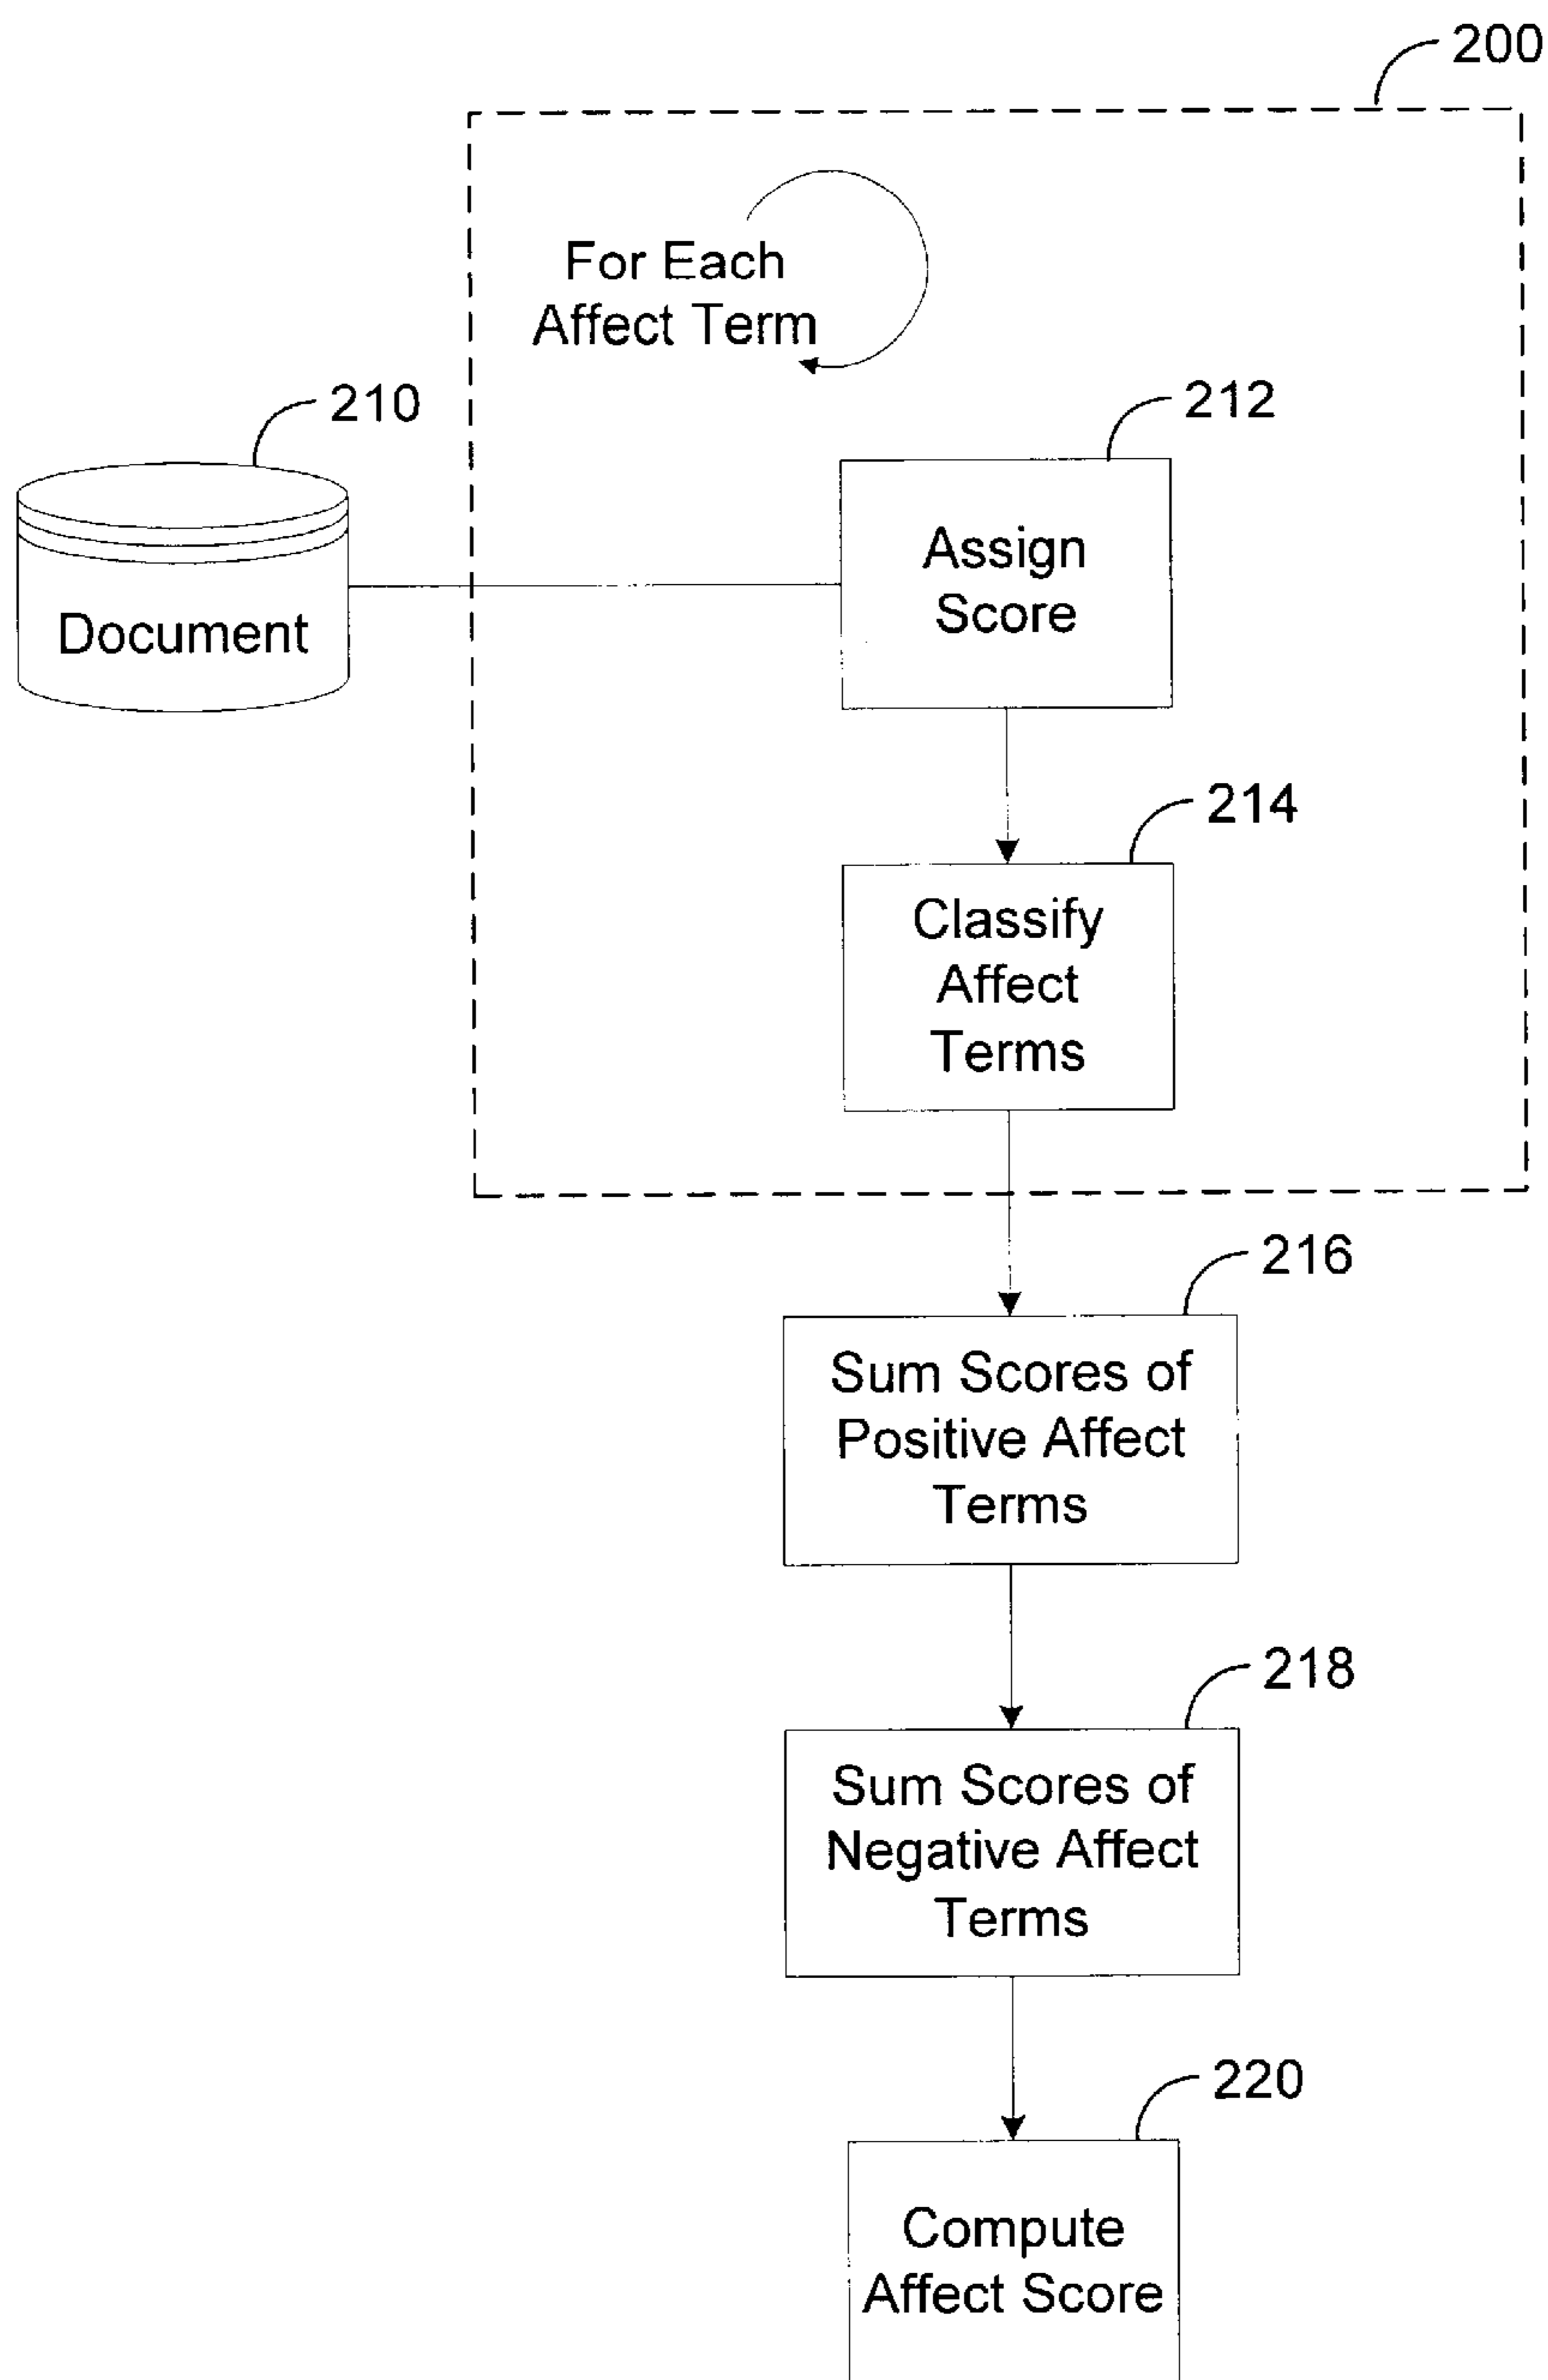 200
For Each
Affect Term
210
212
Document
Assign
Score
214
Classify
Affect
Terms
216
Sum Scores of
Positive Affect
Terms
218
Sum Scores of
Negative Affect
Terms
220
Compute
Affect Score